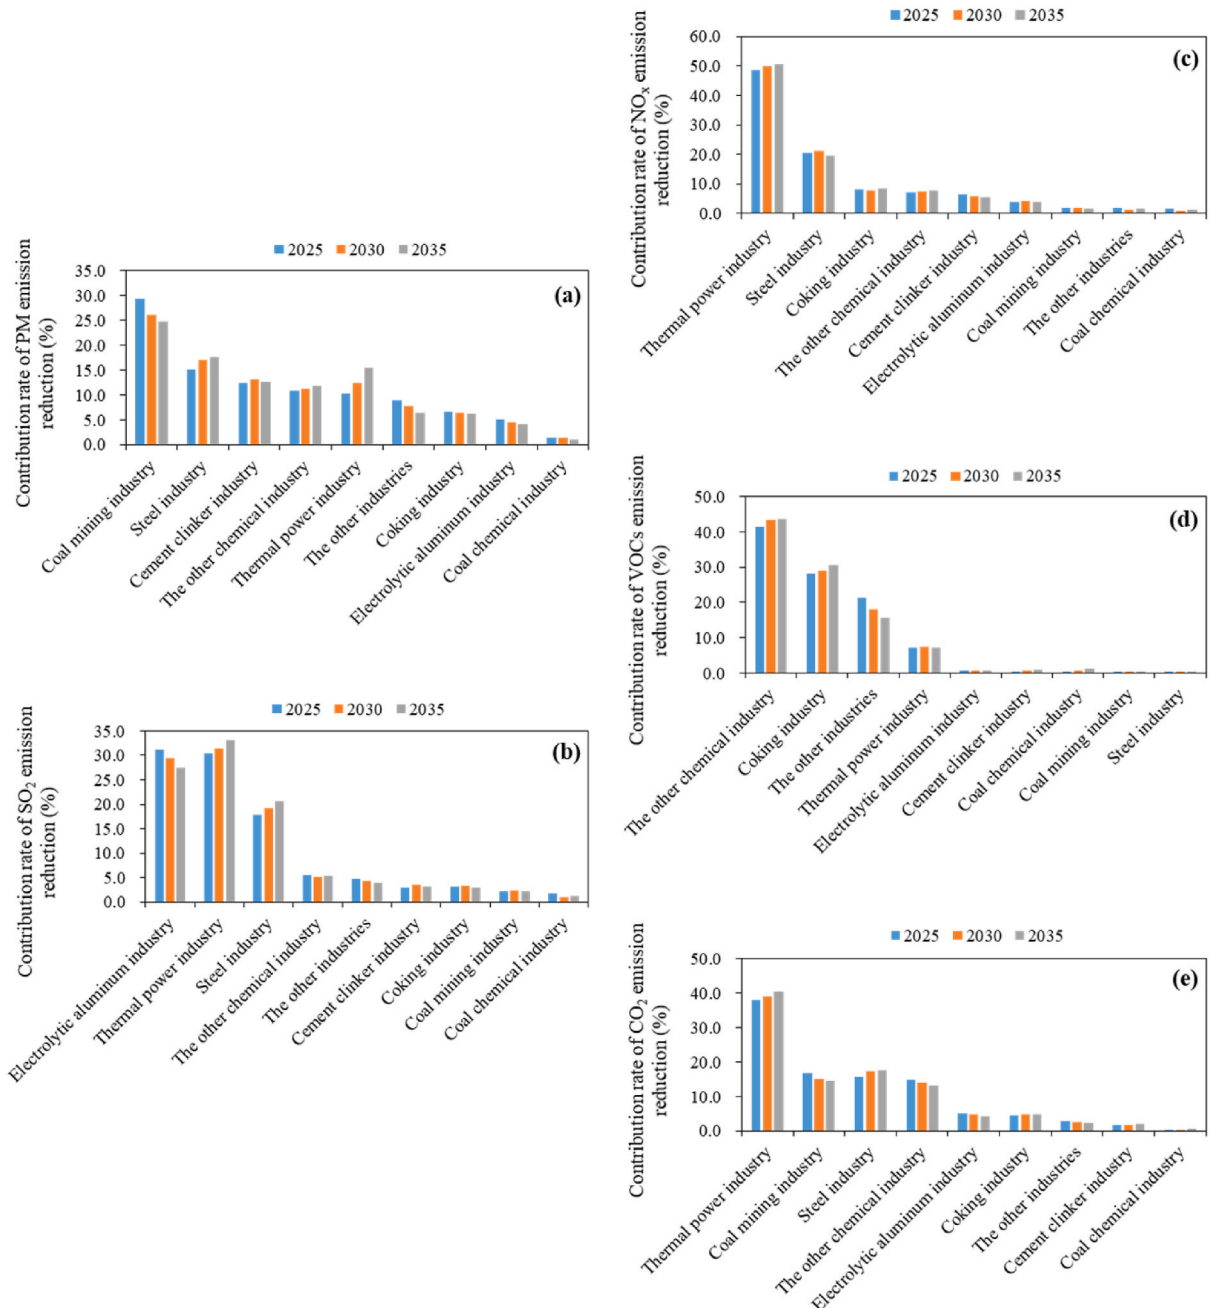 2025 2030 2035
35.0
30.0
25.0
20.0
15.0
10.0
5.0
0.0
Contribution rate of PM emission
reduction (%)
(a)
Coal mining industry
Steel industry
Cement clinker industry
The other chemical industry
Thermal power industry
The other industries
Coking industry
Electrolytic aluminum industry
Coal chemical industry
2025 2030 2035
35.0
30.0
25.0
20.0
15.0
10.0
5.0
0.0
Contribution rate of SO2 emission
reduction (%)
(b)
Electrolytic aluminum industry
Thermal power industry
Steel industry
The other chemical industry
The other industries
Cement clinker industry
Coking industry
Coal mining industry
Coal chemical industry
2025 2030 2035
60.0
50.0
40.0
30.0
20.0
10.0
0.0
Contribution rate of NOx emission
reduction (%)
(c)
Thermal power industry
Steel industry
Coking industry
The other chemical industry
Cement clinker industry
Electrolytic aluminum industry
Coal mining industry
The other industries
Coal chemical industry
2025 2030 2035
50.0
40.0
30.0
20.0
10.0
0.0
Contribution rate of VOCs emission
reduction (%)
(d)
The other chemical industry
Coking industry
The other industries
Thermal power industry
Electrolytic aluminum industry
Cement clinker industry
Coal chemical industry
Coal mining industry
Steel industry
2025 2030 2035
50.0
40.0
30.0
20.0
10.0
0.0
Contribution rate of CO2 emission
reduction (%)
(e)
Thermal power industry
Coal mining industry
Steel industry
The other chemical industry
Electrolytic aluminum industry
Coking industry
The other industries
Cement clinker industry
Coal chemical industry